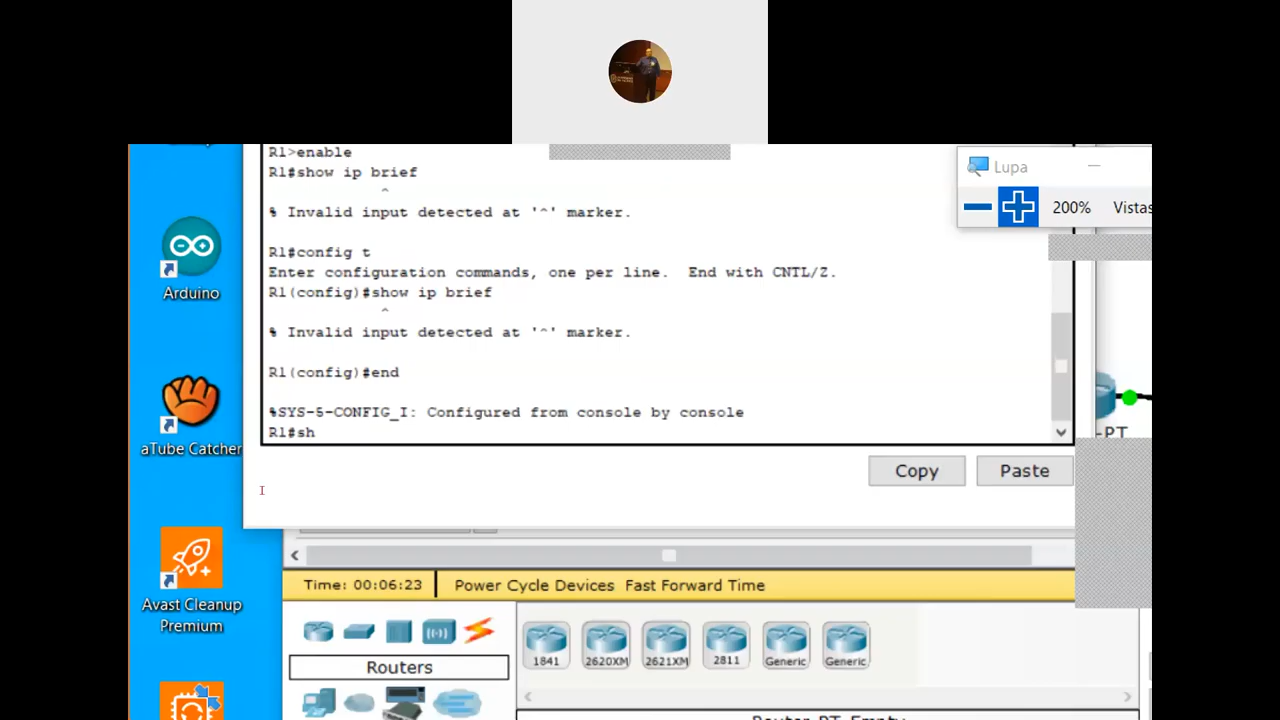 R1>enable
R1#show ip brief
^
% Invalid input detected at '^' marker.
R1#config t
Enter configuration commands, one per line.  End with CNTL/Z.
R1(config)#show ip brief
^
% Invalid input detected at '^' marker.
R1(config)#end
%SYS-5-CONFIG_I: Configured from console by console
R1#sh
Copy
Paste
Lupa
200%
Vistas
-PT
Arduino
aTube Catcher
Avast Cleanup
Premium
Time: 00:06:23
Power Cycle Devices  Fast Forward Time
Routers
1841
2620XM
2621XM
2811
Generic
Generic
Router-PT-Empty